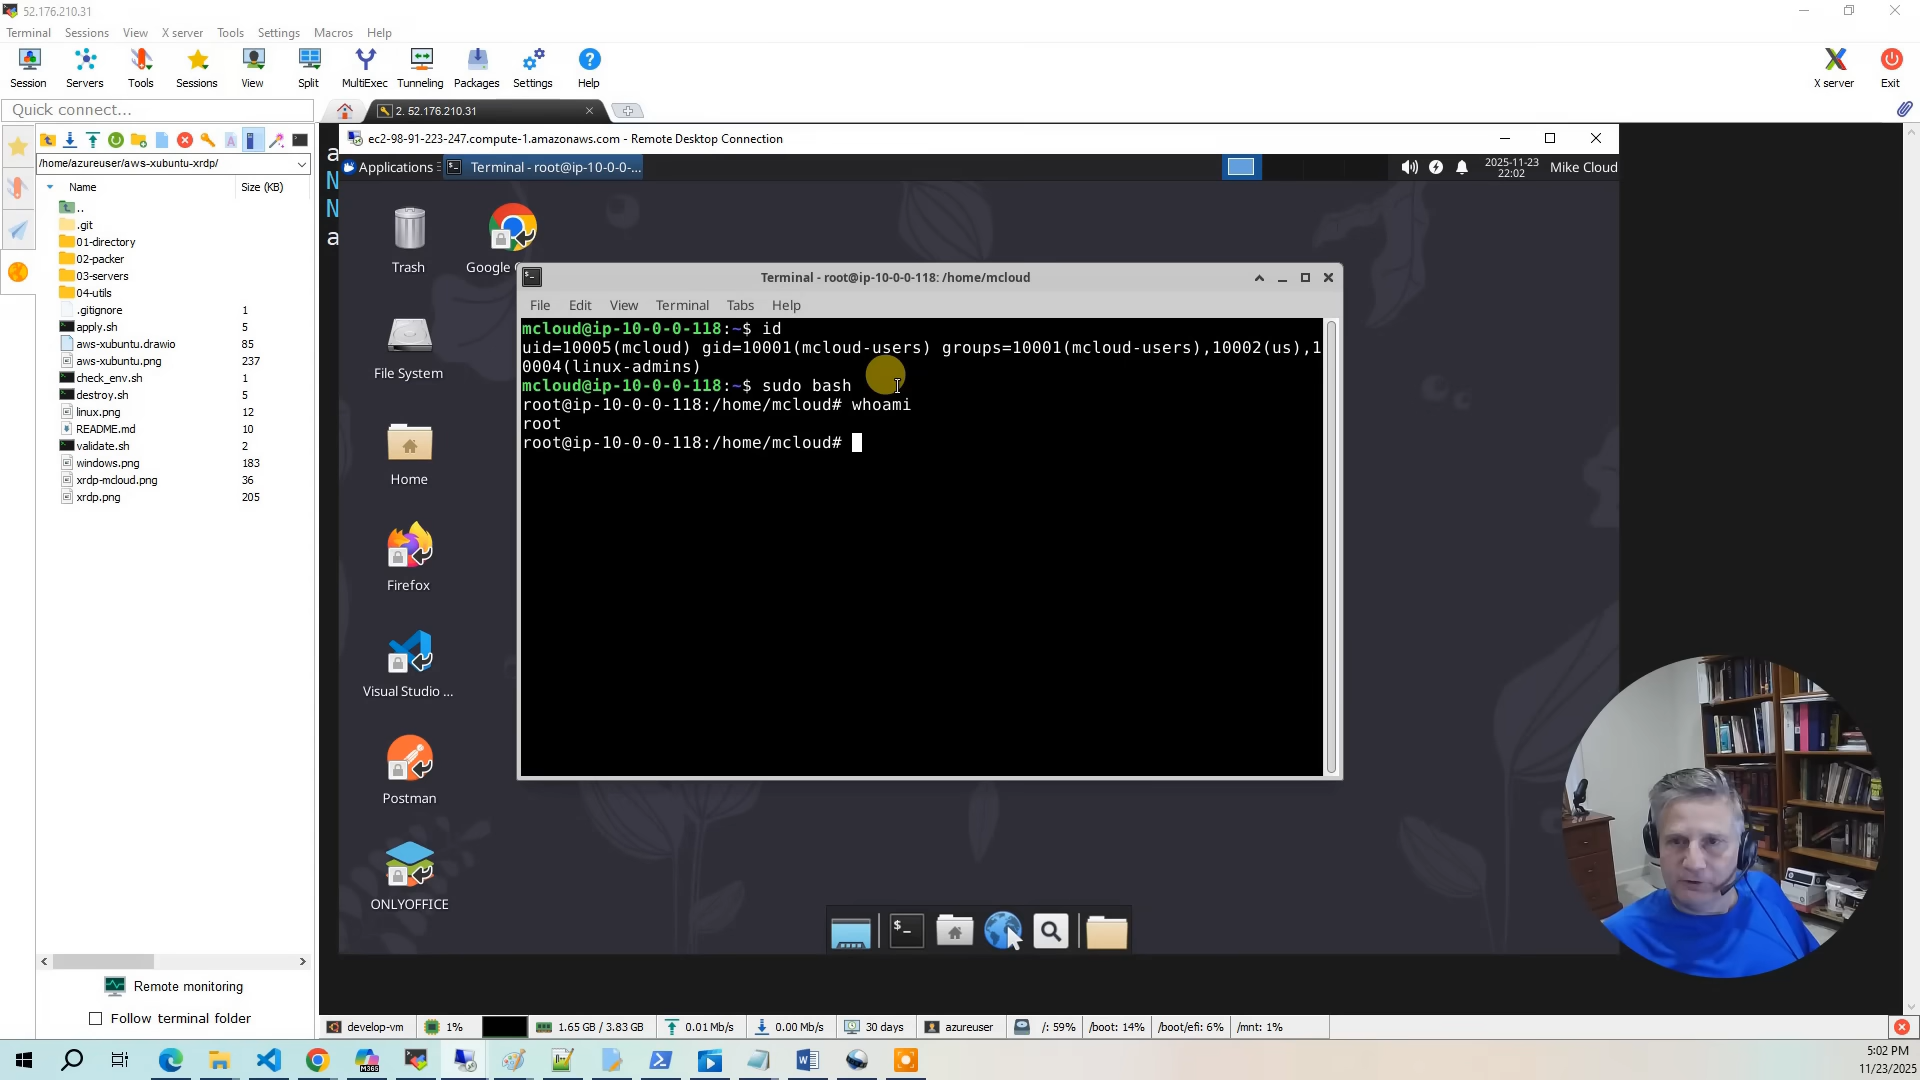 52.176.210.31
Terminal Sessions View X server Tools Settings Macros Help
Session Servers Tools Sessions View Split MultiExec Tunneling Packages Settings Help X server Exit
Quick connect...
2. 52.176.210.31
ec2-98-91-223-247.compute-1.amazonaws.com - Remote Desktop Connection
/home/azureuser/aws-xubuntu-xrdp/
Applications
Terminal - root@ip-10-0-0-...
2025-11-23
22:02
Mike Cloud
Name Size (KB)
..
.git
01-directory
02-packer
03-servers
04-utils
.gitignore 1
apply.sh 5
aws-xubuntu.drawio 85
aws-xubuntu.png 237
check_env.sh 1
destroy.sh 5
linux.png 12
README.md 10
validate.sh 2
windows.png 183
xrdp-mcloud.png 36
xrdp.png 205
a
N
N
a
Trash
Google
File System
Home
Firefox
Visual Studio ...
Postman
ONLYOFFICE
Terminal - root@ip-10-0-0-118: /home/mcloud
File Edit View Terminal Tabs Help
mcloud@ip-10-0-0-118:~$ id
uid=10005(mcloud) gid=10001(mcloud-users) groups=10001(mcloud-users),10002(us),1
0004(linux-admins)
mcloud@ip-10-0-0-118:~$ sudo bash
root@ip-10-0-0-118:/home/mcloud# whoami
root
root@ip-10-0-0-118:/home/mcloud#
Remote monitoring
Follow terminal folder
develop-vm 1% 1.65 GB / 3.83 GB 0.01 Mb/s 0.00 Mb/s 30 days azureuser /: 59% /boot: 14% /boot/efi: 6% /mnt: 1%
M365
5:02 PM
11/23/2025